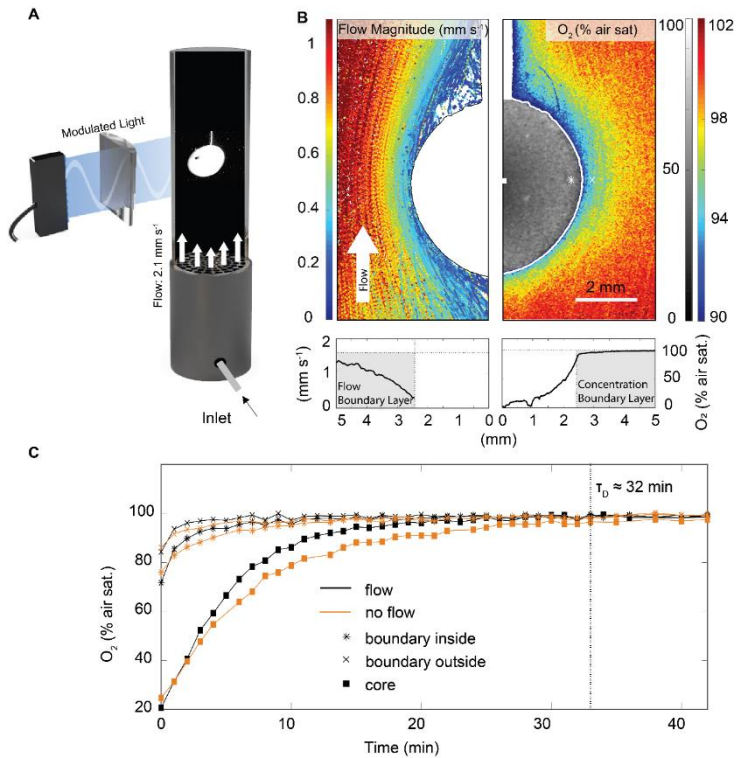 A
Modulated Light
Flow: 2.1 mm s⁻¹
Inlet
B
Flow Magnitude (mm s⁻¹)
O₂ (% air sat)
1
0.8
0.6
0.4
0.2
0
Flow
2 mm
100
50
0
102
98
94
90
2
1
0
(mm s⁻¹)
Flow
Boundary Layer
5 4 3 2 1 0
Concentration
Boundary Layer
0 1 2 3 4 5
(mm)
100
50
0
O₂ (% air sat.)
C
τD ≈ 32 min
100
80
60
40
20
O₂ (% air sat.)
flow
no flow
boundary inside
boundary outside
core
0 10 20 30 40
Time (min)